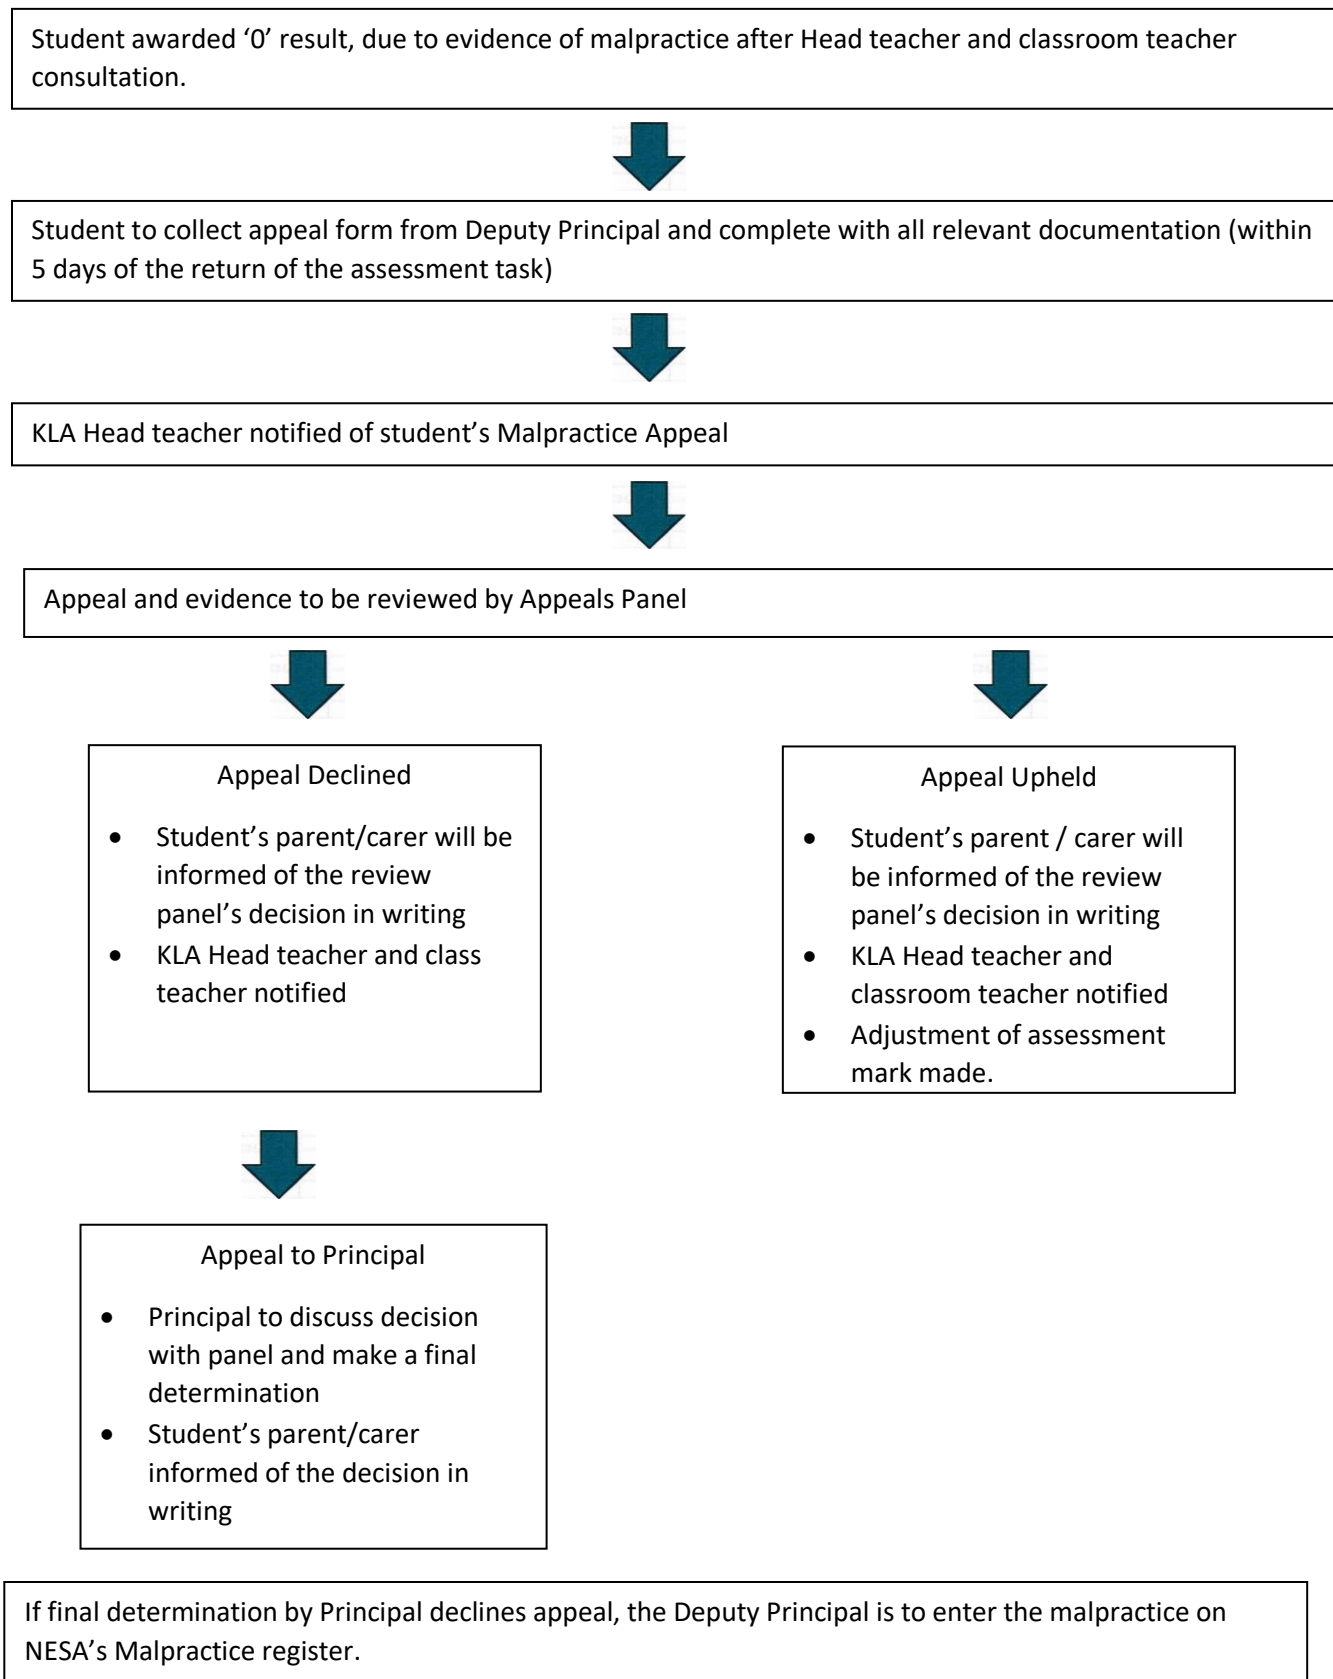 Student awarded ‘0’ result, due to evidence of malpractice after Head teacher and classroom teacher
consultation.
Student to collect appeal form from Deputy Principal and complete with all relevant documentation (within
5 days of the return of the assessment task)
KLA Head teacher notified of student’s Malpractice Appeal
Appeal and evidence to be reviewed by Appeals Panel
Appeal Declined
• Student’s parent/carer will be
informed of the review
panel’s decision in writing
• KLA Head teacher and class
teacher notified
Appeal Upheld
• Student’s parent / carer will
be informed of the review
panel’s decision in writing
• KLA Head teacher and
classroom teacher notified
• Adjustment of assessment
mark made.
Appeal to Principal
• Principal to discuss decision
with panel and make a final
determination
• Student’s parent/carer
informed of the decision in
writing
If final determination by Principal declines appeal, the Deputy Principal is to enter the malpractice on
NESA’s Malpractice register.